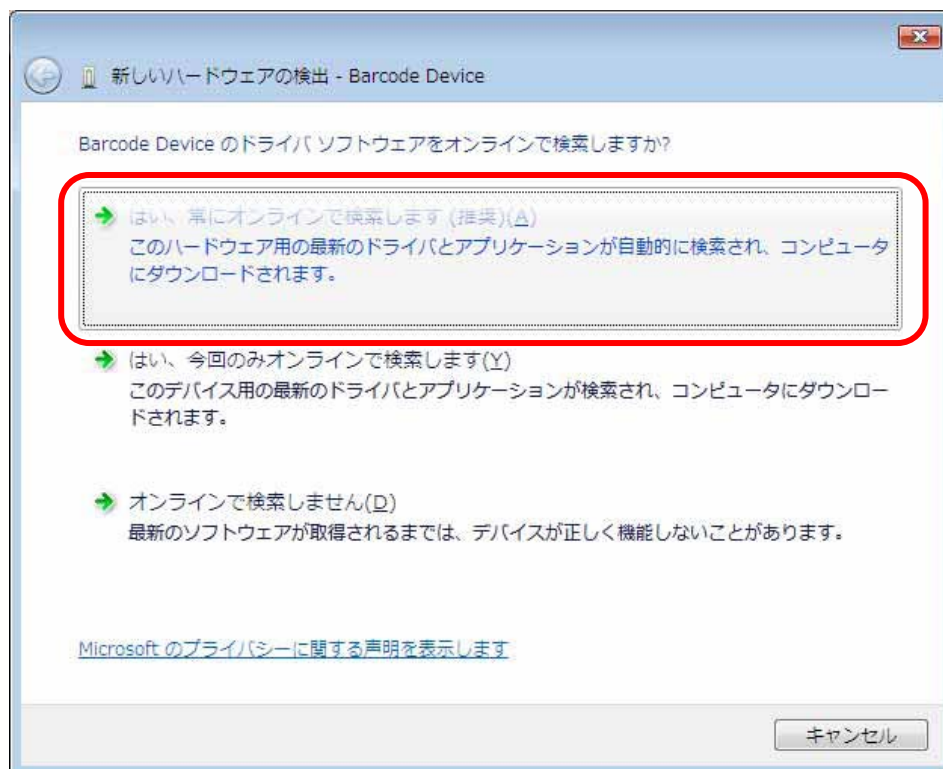 新しいハードウェアの検出 - Barcode Device
Barcode Device のドライバ ソフトウェアをオンラインで検索しますか?
はい、常にオンラインで検索します (推奨)(A)
このハードウェア用の最新のドライバとアプリケーションが自動的に検索され、コンピュータ
にダウンロードされます。
はい、今回のみオンラインで検索します(Y)
このデバイス用の最新のドライバとアプリケーションが検索され、コンピュータにダウンロー
ドされます。
オンラインで検索しません(D)
最新のソフトウェアが取得されるまでは、デバイスが正しく機能しないことがあります。
Microsoft のプライバシーに関する声明を表示します
キャンセル